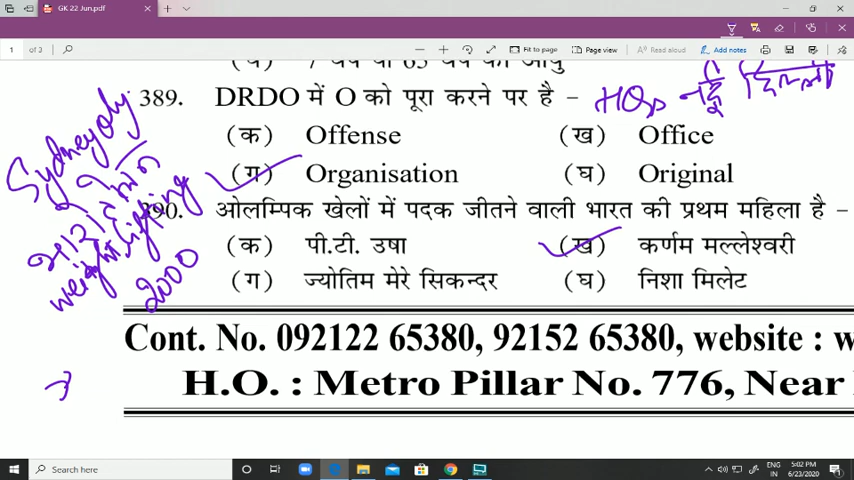 GK 22 Jun.pdf
1 of 3
Fit to page
Page view
Read aloud
Add notes
389. DRDO में O को पूरा करने पर है – HQs नई दिल्ली
(क) Offense (ख) Office
(ग) Organisation (घ) Original
390. ओलम्पिक खेलों में पदक जीतने वाली भारत की प्रथम महिला है –
(क) पी.टी. उषा (ख) कर्णम मल्लेश्वरी
(ग) ज्योतिम मेरे सिकन्दर (घ) निशा मिलेट
Sydney oly
weight lifting
2000
Cont. No. 092122 65380, 92152 65380, website : w
H.O. : Metro Pillar No. 776, Near
Search here
ENG
IN
5:02 PM
6/23/2020